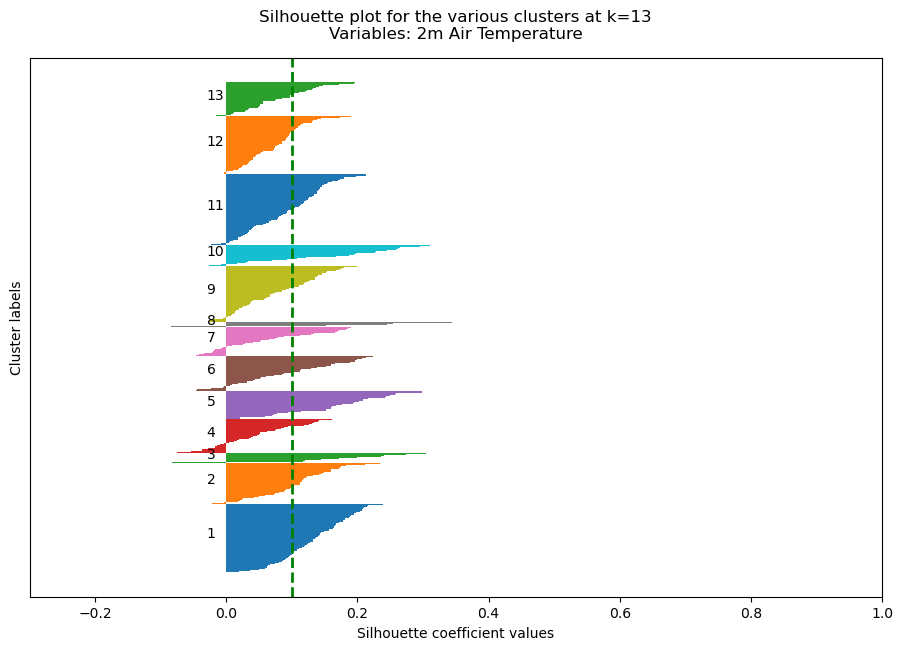 Silhouette plot for the various clusters at k=13
Variables: 2m Air Temperature
Cluster labels
13
12
11
10
9
8
7
6
5
4
3
2
1
−0.2 0.0 0.2 0.4 0.6 0.8 1.0
Silhouette coefficient values